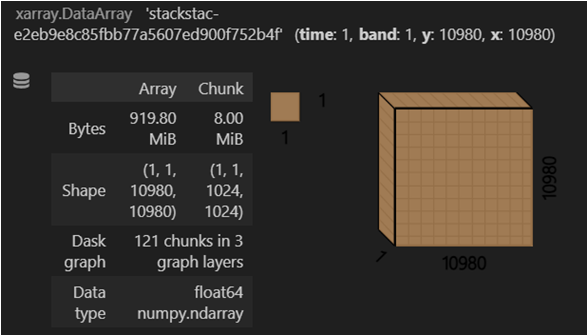 xarray.DataArray 'stackstac-
e2eb9e8c85fbb77a5607ed900f752b4f' (time: 1, band: 1, y: 10980, x: 10980)
Array Chunk
Bytes 919.80 MiB 8.00 MiB
Shape (1, 1, 10980, 10980) (1, 1, 1024, 1024)
Dask graph 121 chunks in 3 graph layers
Data type float64 numpy.ndarray
1
1
10980
1
10980